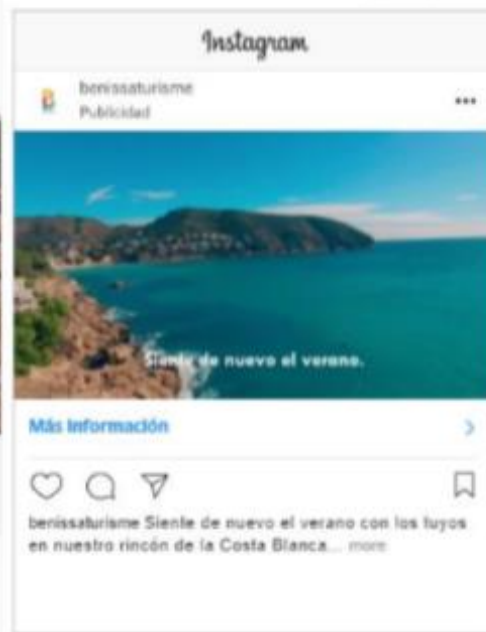 Instagram
benissaturisme
Publicidad
Siente de nuevo el verano.
Más información
benissaturisme Siente de nuevo el verano con los tuyos
en nuestro rincón de la Costa Blanca... more